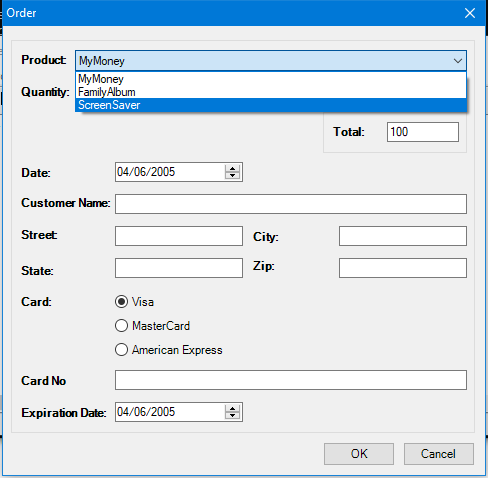 Order
Product: MyMoney
MyMoney
Quantity: FamilyAlbum
ScreenSaver
Total: 100
Date: 04/06/2005
Customer Name:
Street: City:
State: Zip:
Card: Visa
MasterCard
American Express
Card No
Expiration Date: 04/06/2005
OK Cancel